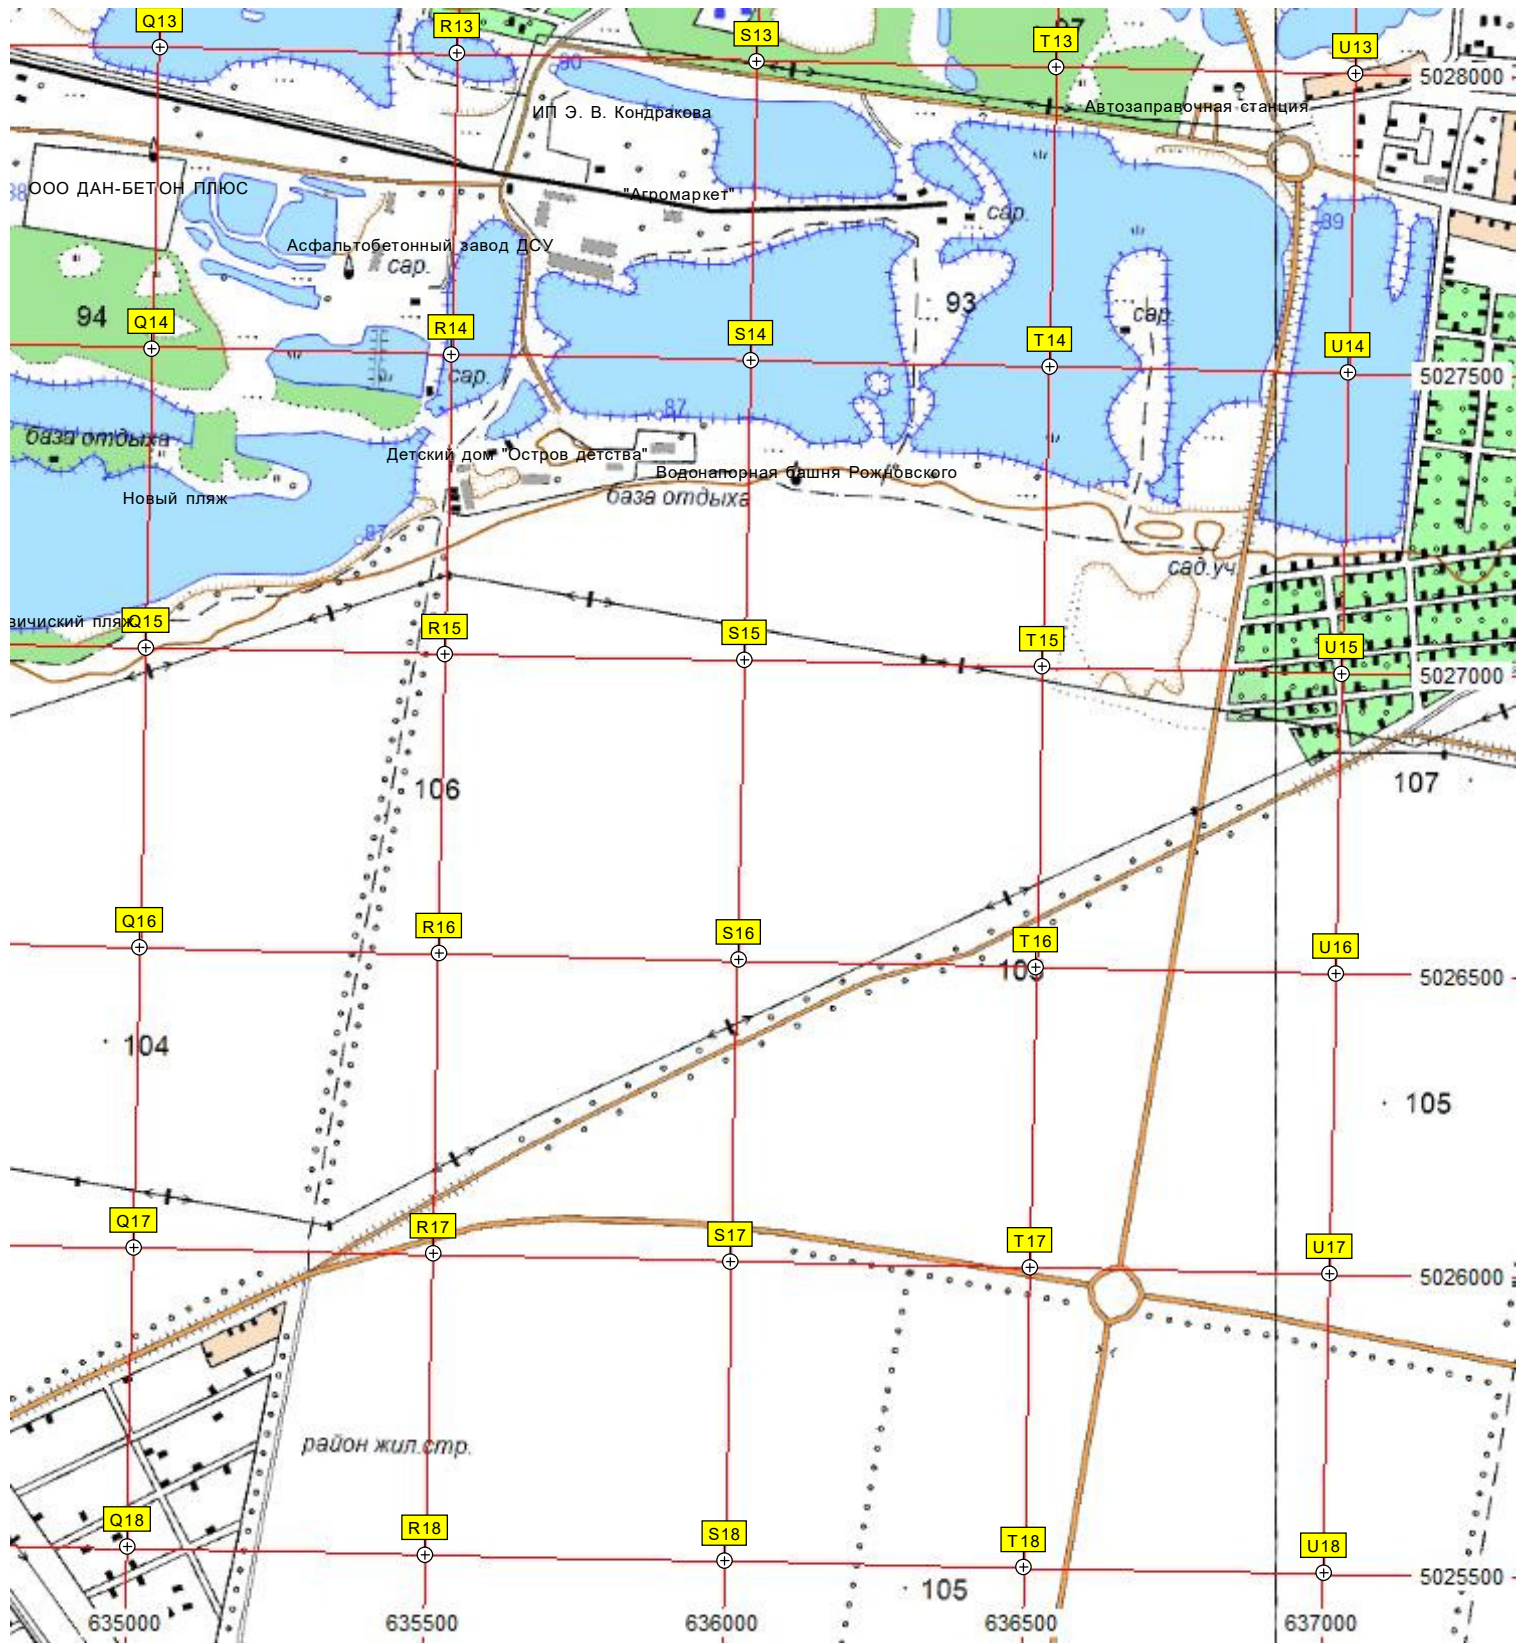 Q13
R13
S13
97
T13
U13
5028000
90
ИП Э. В. Кондракова
Автозаправочная станция
ООО ДАН-БЕТОН ПЛЮС
"Агромаркет"
сар.
89
Асфальтобетонный завод ДСУ
сар.
94
93
сар.
Q14
R14
S14
T14
U14
5027500
сар.
87
база отдыха
Детский дом "Остров детства"
Водонапорная башня Рожновского
Новый пляж
база отдыха
87
сад.уч.
вичиский пляж
Q15
R15
S15
T15
U15
5027000
106
107
Q16
R16
S16
T16
U16
5026500
104
105
Q17
R17
S17
T17
U17
5026000
район жил.стр.
Q18
R18
S18
T18
U18
5025500
105
635000
635500
636000
636500
637000